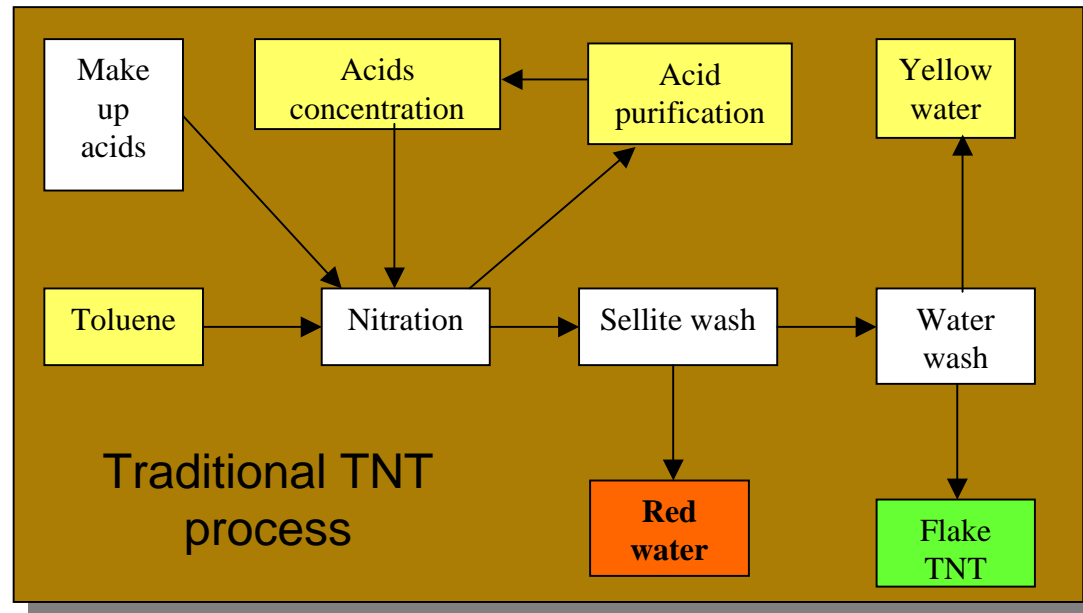 Make
up
acids
Acids
concentration
Acid
purification
Yellow
water
Toluene
Nitration
Sellite wash
Water
wash
Traditional TNT
process
Red
water
Flake
TNT